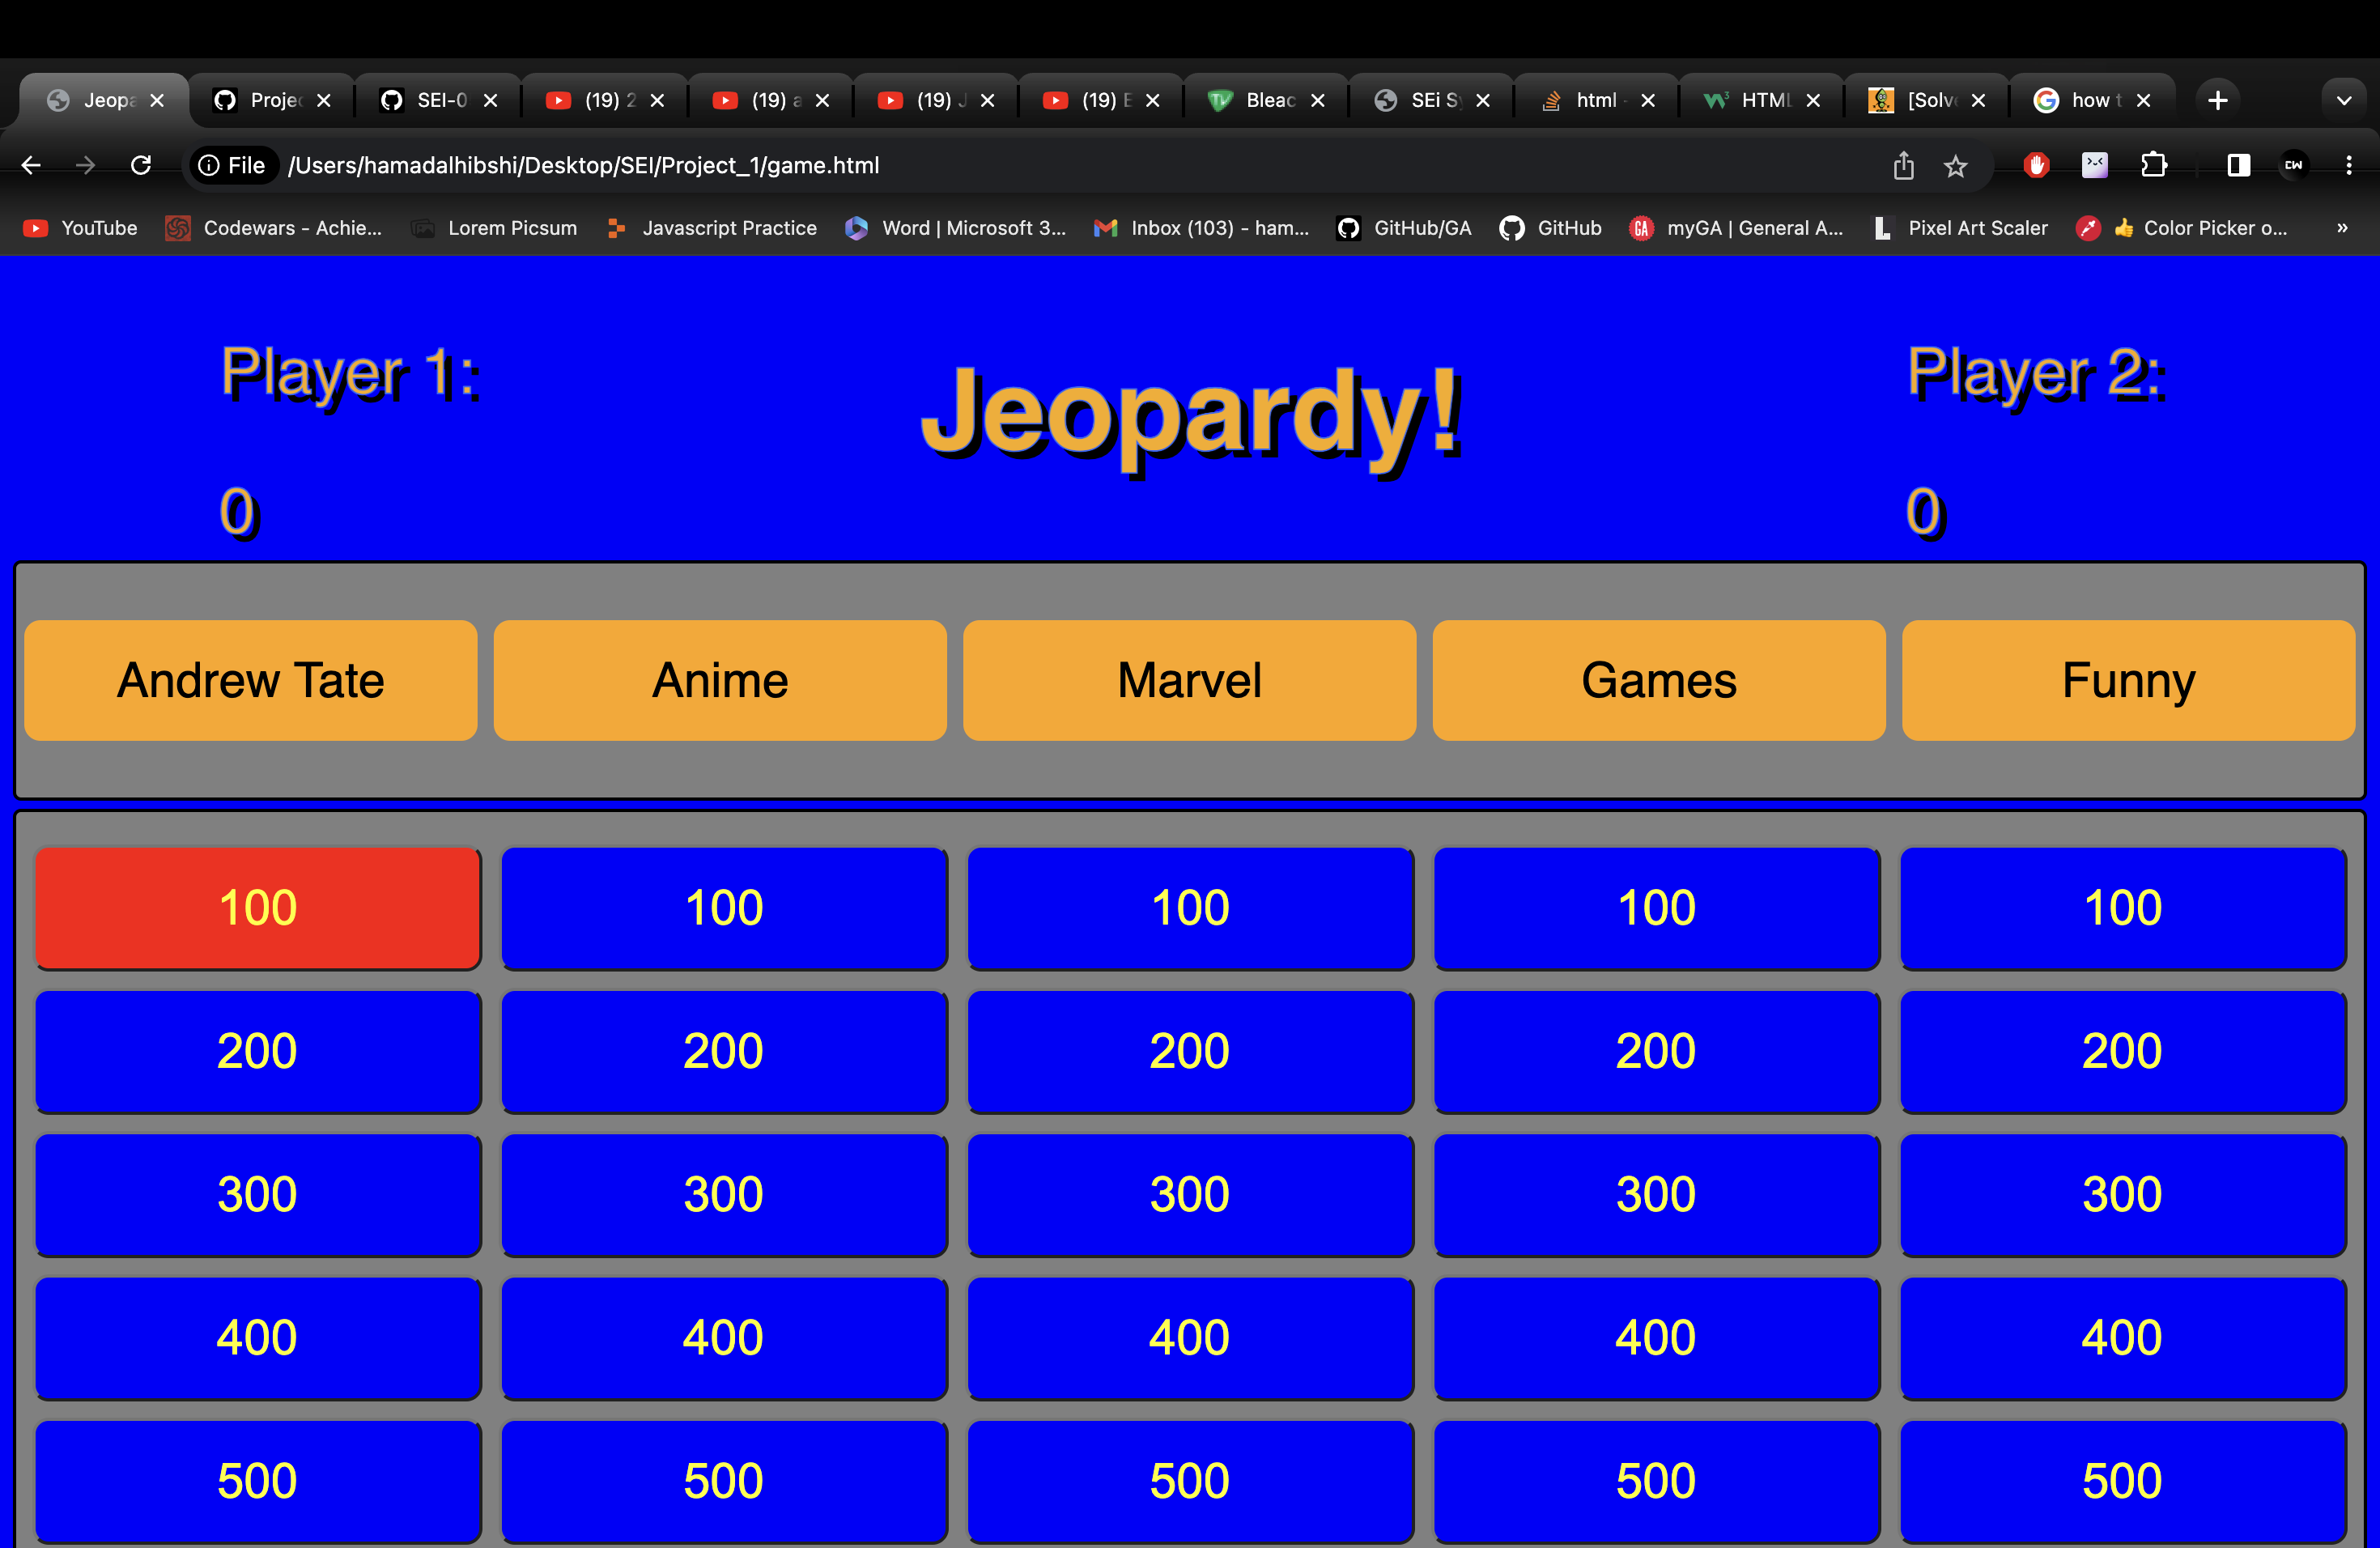 Jeopa Projec SEI-0 (19) 2 (19) a (19) J (19) E Bleac SEi S html - HTML [Solve how t
File /Users/hamadalhibshi/Desktop/SEI/Project_1/game.html
YouTube Codewars - Achie... Lorem Picsum Javascript Practice Word | Microsoft 3... Inbox (103) - ham... GitHub/GA GitHub GA myGA | General A... Pixel Art Scaler 👍 Color Picker o... »
Player 1: Jeopardy! Player 2:
0 0
Andrew Tate Anime Marvel Games Funny
100 100 100 100 100
200 200 200 200 200
300 300 300 300 300
400 400 400 400 400
500 500 500 500 500